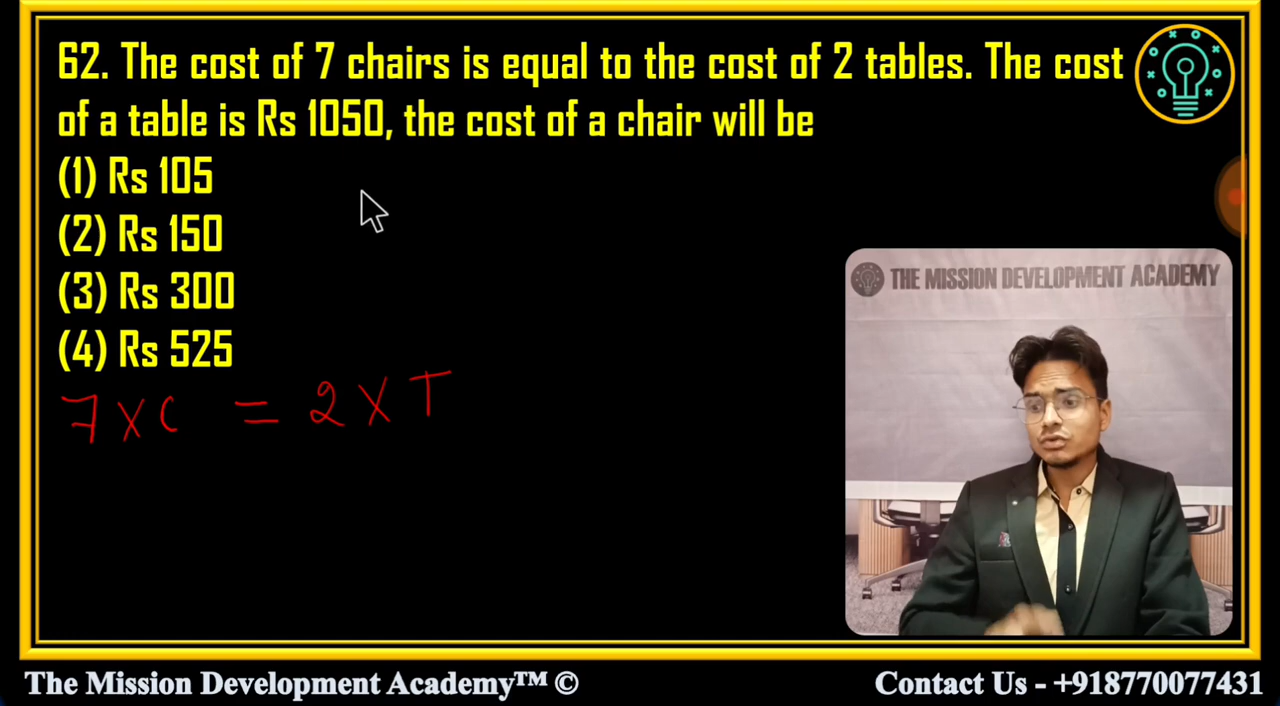 62. The cost of 7 chairs is equal to the cost of 2 tables. The cost
of a table is Rs 1050, the cost of a chair will be
(1) Rs 105
(2) Rs 150
(3) Rs 300
(4) Rs 525
7 X C = 2 X T
THE MISSION DEVELOPMENT ACADEMY
The Mission Development Academy™ ©
Contact Us - +918770077431